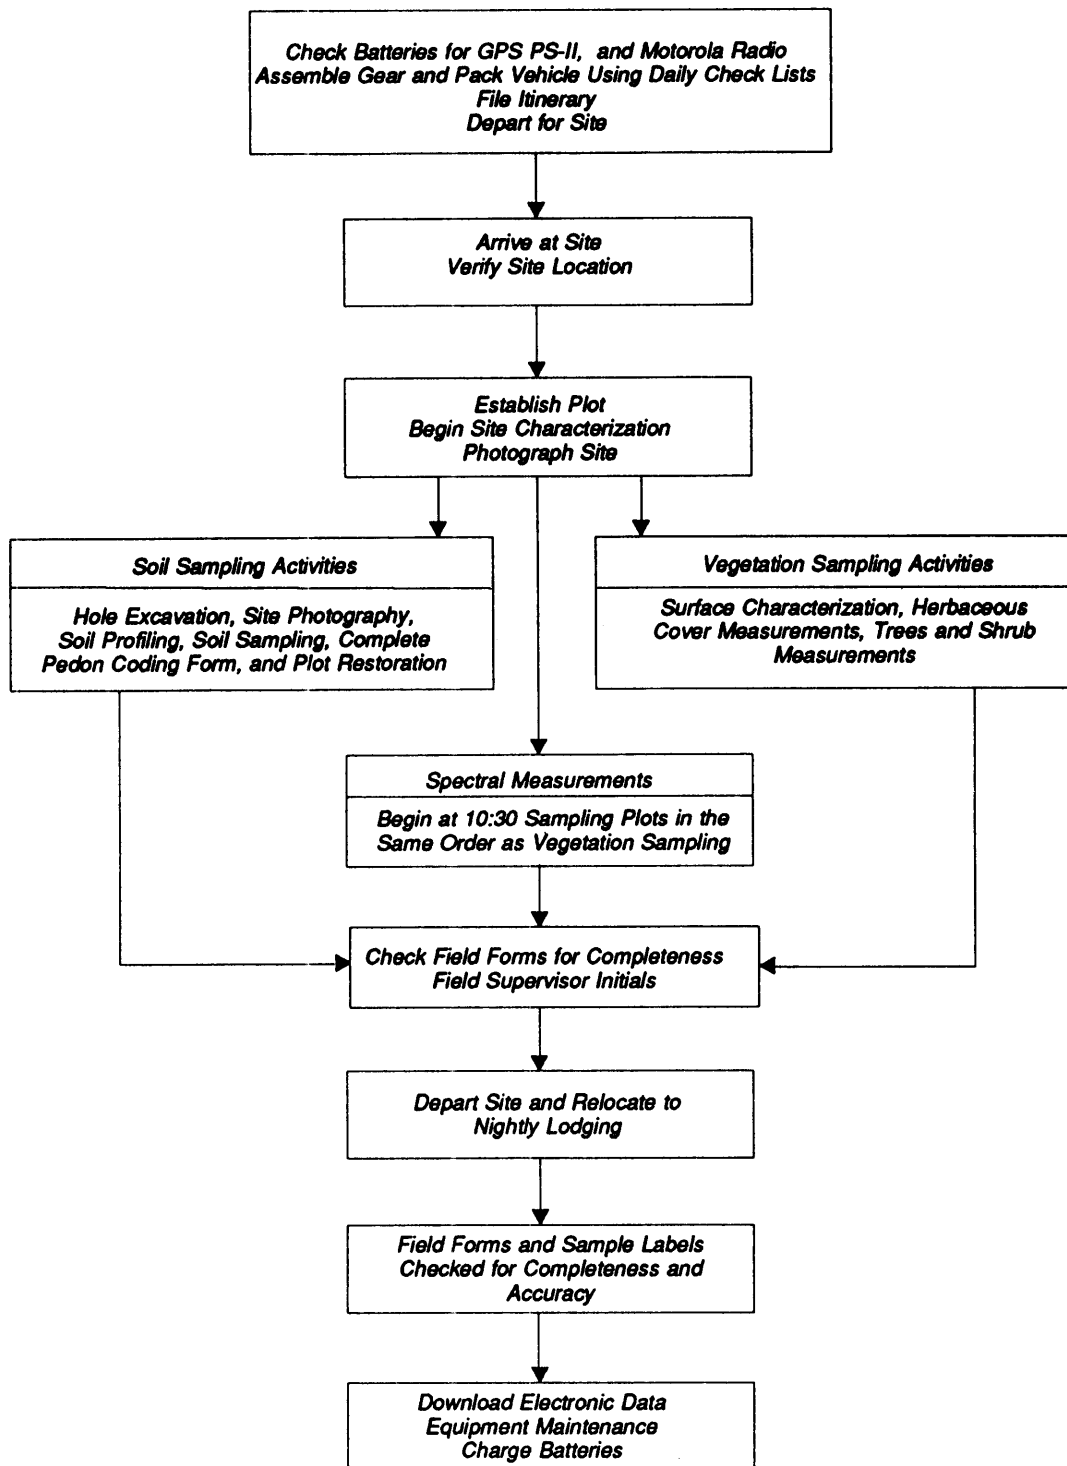 Check Batteries for GPS PS-II, and Motorola Radio
Assemble Gear and Pack Vehicle Using Daily Check Lists
File Itinerary
Depart for Site
Arrive at Site
Verify Site Location
Establish Plot
Begin Site Characterization
Photograph Site
Soil Sampling Activities
Hole Excavation, Site Photography,
Soil Profiling, Soil Sampling, Complete
Pedon Coding Form, and Plot Restoration
Vegetation Sampling Activities
Surface Characterization, Herbaceous
Cover Measurements, Trees and Shrub
Measurements
Spectral Measurements
Begin at 10:30 Sampling Plots in the
Same Order as Vegetation Sampling
Check Field Forms for Completeness
Field Supervisor Initials
Depart Site and Relocate to
Nightly Lodging
Field Forms and Sample Labels
Checked for Completeness and
Accuracy
Download Electronic Data
Equipment Maintenance
Charge Batteries